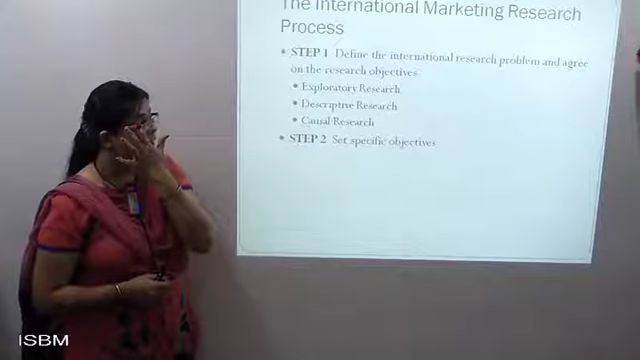 The International Marketing Research
Process
• STEP 1 Define the international research problem and agree
on the research objectives
• Exploratory Research
• Descriptive Research
• Causal Research
• STEP 2 Set specific objectives
ISBM